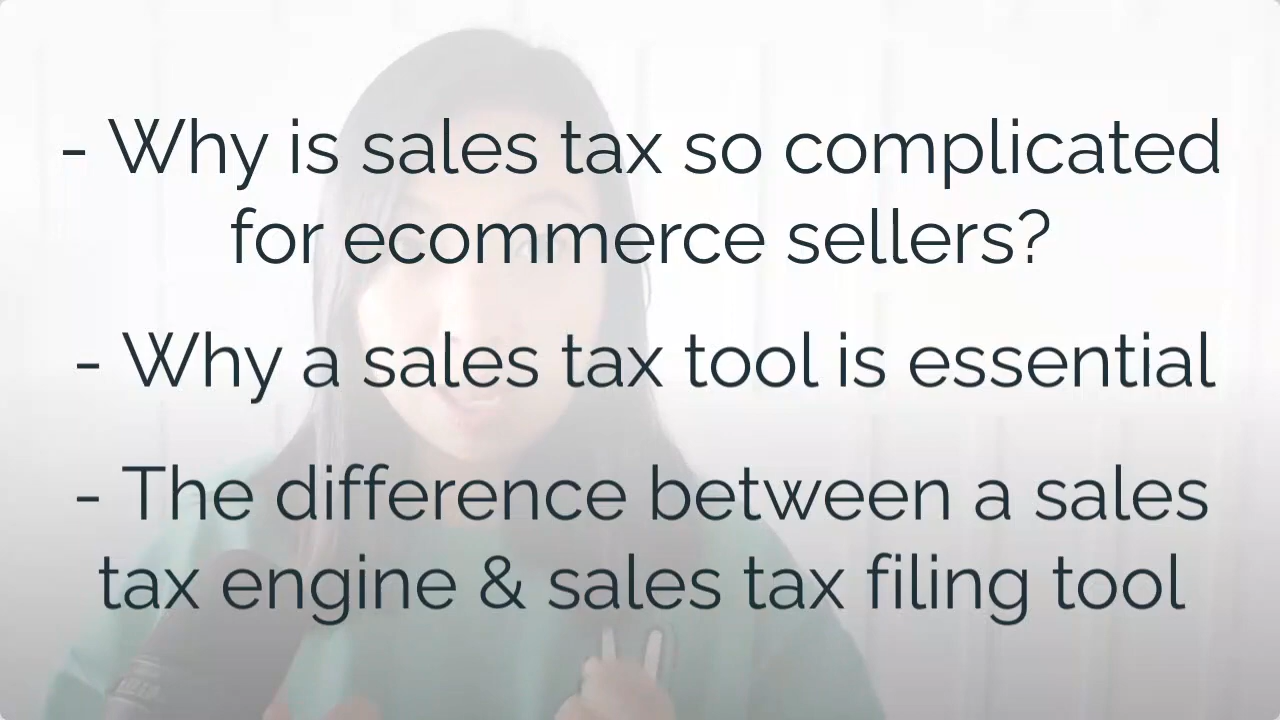 - Why is sales tax so complicated
for ecommerce sellers?
- Why a sales tax tool is essential
- The difference between a sales
tax engine & sales tax filing tool